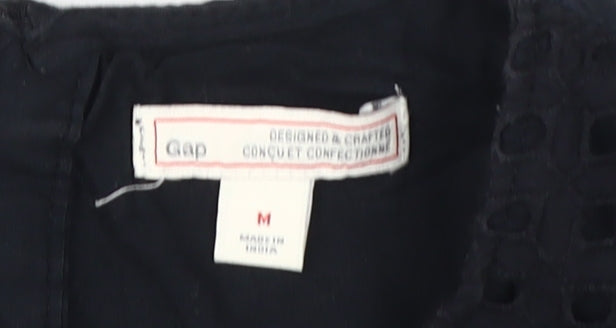 Gap
DESIGNED & CRAFTED
CONÇU ET CONFECTIONNÉ
M
MADE IN
INDIA